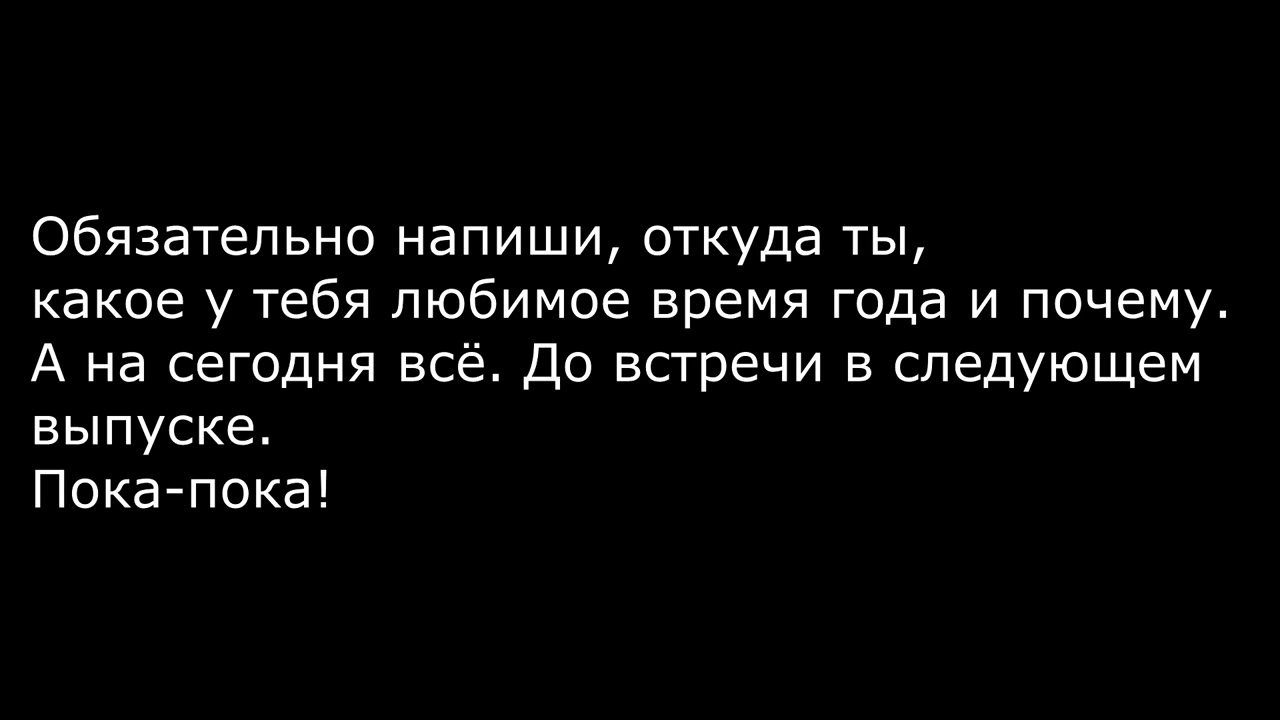 Обязательно напиши, откуда ты,
какое у тебя любимое время года и почему.
А на сегодня всё. До встречи в следующем
выпуске.
Пока-пока!